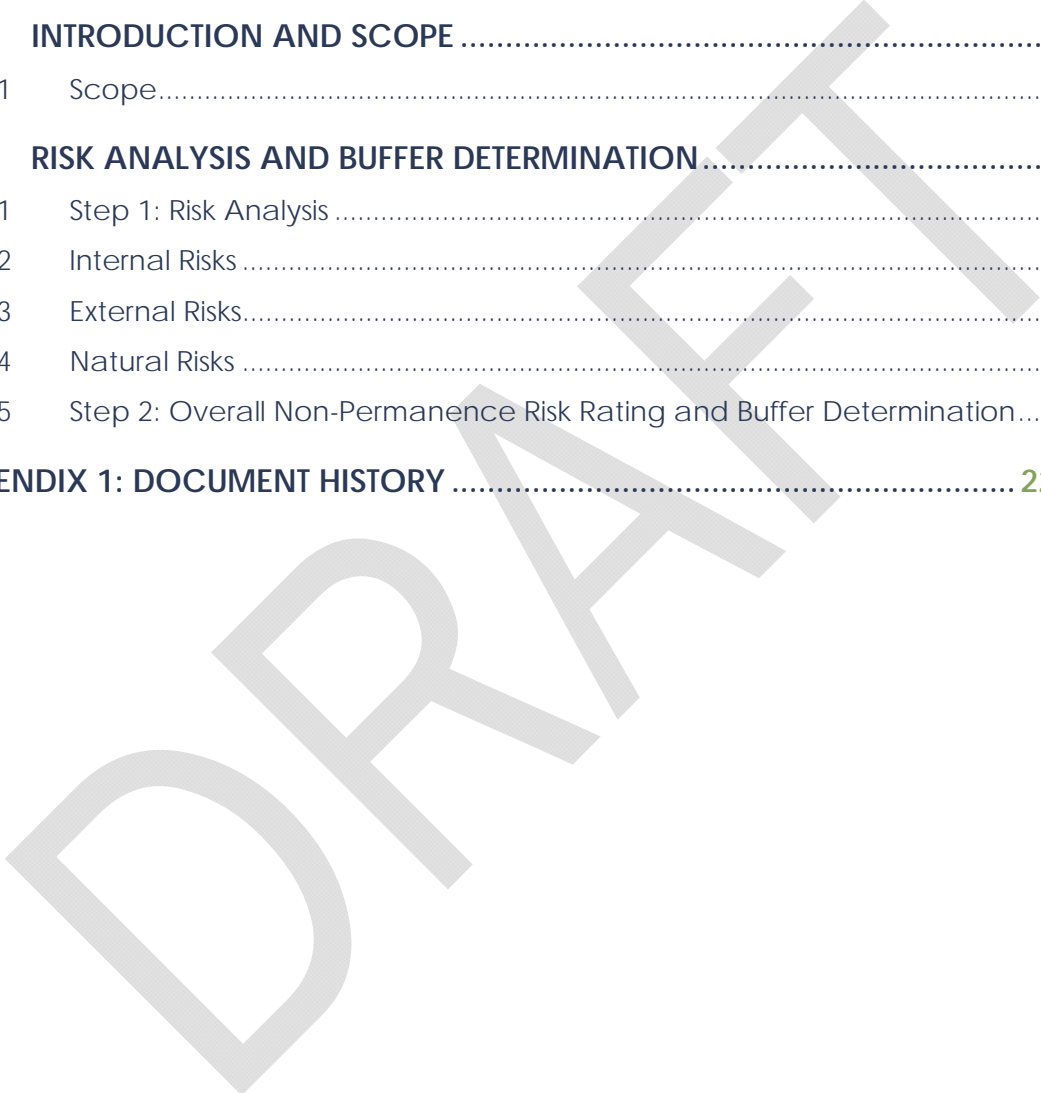 INTRODUCTION AND SCOPE ................................................................
1 Scope ................................................................
RISK ANALYSIS AND BUFFER DETERMINATION ................................................................
1 Step 1: Risk Analysis ................................................................
2 Internal Risks ................................................................
3 External Risks ................................................................
4 Natural Risks ................................................................
5 Step 2: Overall Non-Permanence Risk Rating and Buffer Determination ...
ENDIX 1: DOCUMENT HISTORY ................................................................
DRAFT